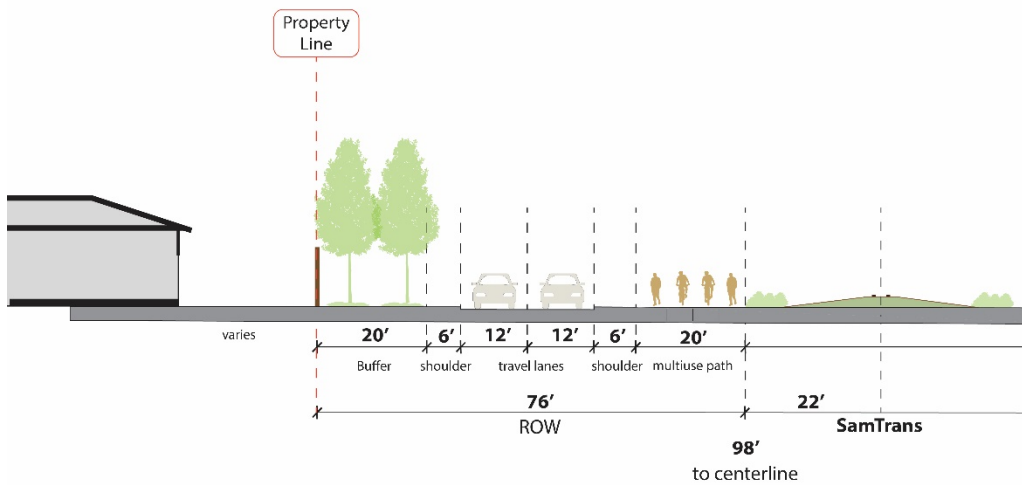 Property
Line
varies
20’ 6’ 12’ 12’ 6’ 20’
Buffer shoulder travel lanes shoulder multiuse path
76’ 22’
ROW SamTrans
98’
to centerline